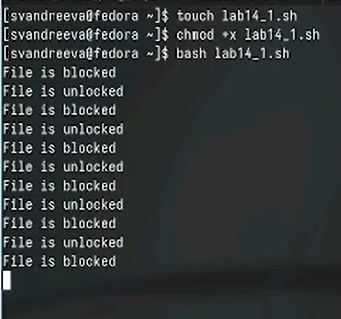 [svandreeva@fedora ~]$ touch lab14_1.sh
[svandreeva@fedora ~]$ chmod +x lab14_1.sh
[svandreeva@fedora ~]$ bash lab14_1.sh
File is blocked
File is unlocked
File is blocked
File is unlocked
File is blocked
File is unlocked
File is blocked
File is unlocked
File is blocked
File is unlocked
File is blocked